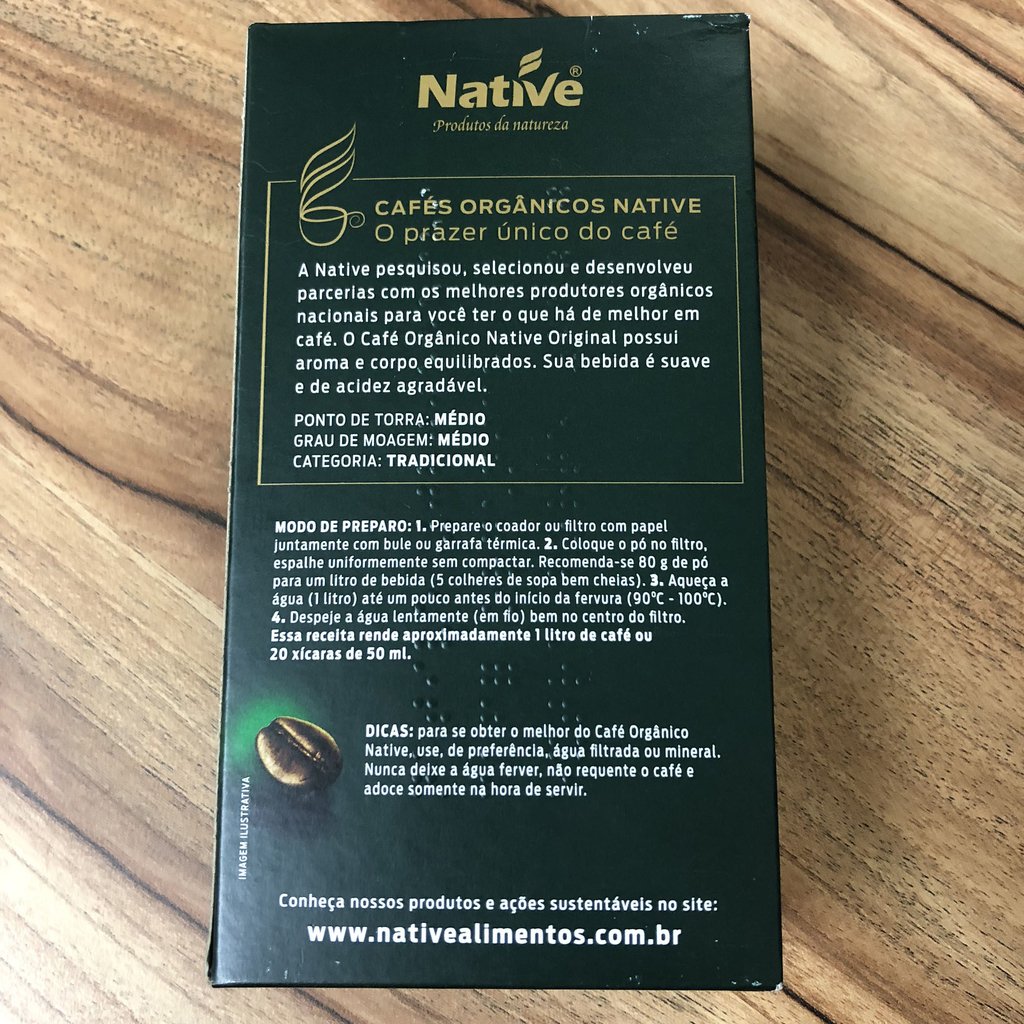 Native®
Produtos da natureza
CAFÉS ORGÂNICOS NATIVE
O prazer único do café
A Native pesquisou, selecionou e desenvolveu
parcerias com os melhores produtores orgânicos
nacionais para você ter o que há de melhor em
café. O Café Orgânico Native Original possui
aroma e corpo equilibrados. Sua bebida é suave
e de acidez agradável.
PONTO DE TORRA: MÉDIO
GRAU DE MOAGEM: MÉDIO
CATEGORIA: TRADICIONAL
MODO DE PREPARO: 1. Prepare o coador ou filtro com papel
juntamente com bule ou garrafa térmica. 2. Coloque o pó no filtro,
espalhe uniformemente sem compactar. Recomenda-se 80 g de pó
para um litro de bebida (5 colheres de sopa bem cheias). 3. Aqueça a
água (1 litro) até um pouco antes do início da fervura (90°C - 100°C).
4. Despeje a água lentamente (em fio) bem no centro do filtro.
Essa receita rende aproximadamente 1 litro de café ou
20 xícaras de 50 ml.
DICAS: para se obter o melhor do Café Orgânico
Native, use, de preferência, água filtrada ou mineral.
Nunca deixe a água ferver, não requente o café e
adoce somente na hora de servir.
IMAGEM ILUSTRATIVA
Conheça nossos produtos e ações sustentáveis no site:
www.nativealimentos.com.br